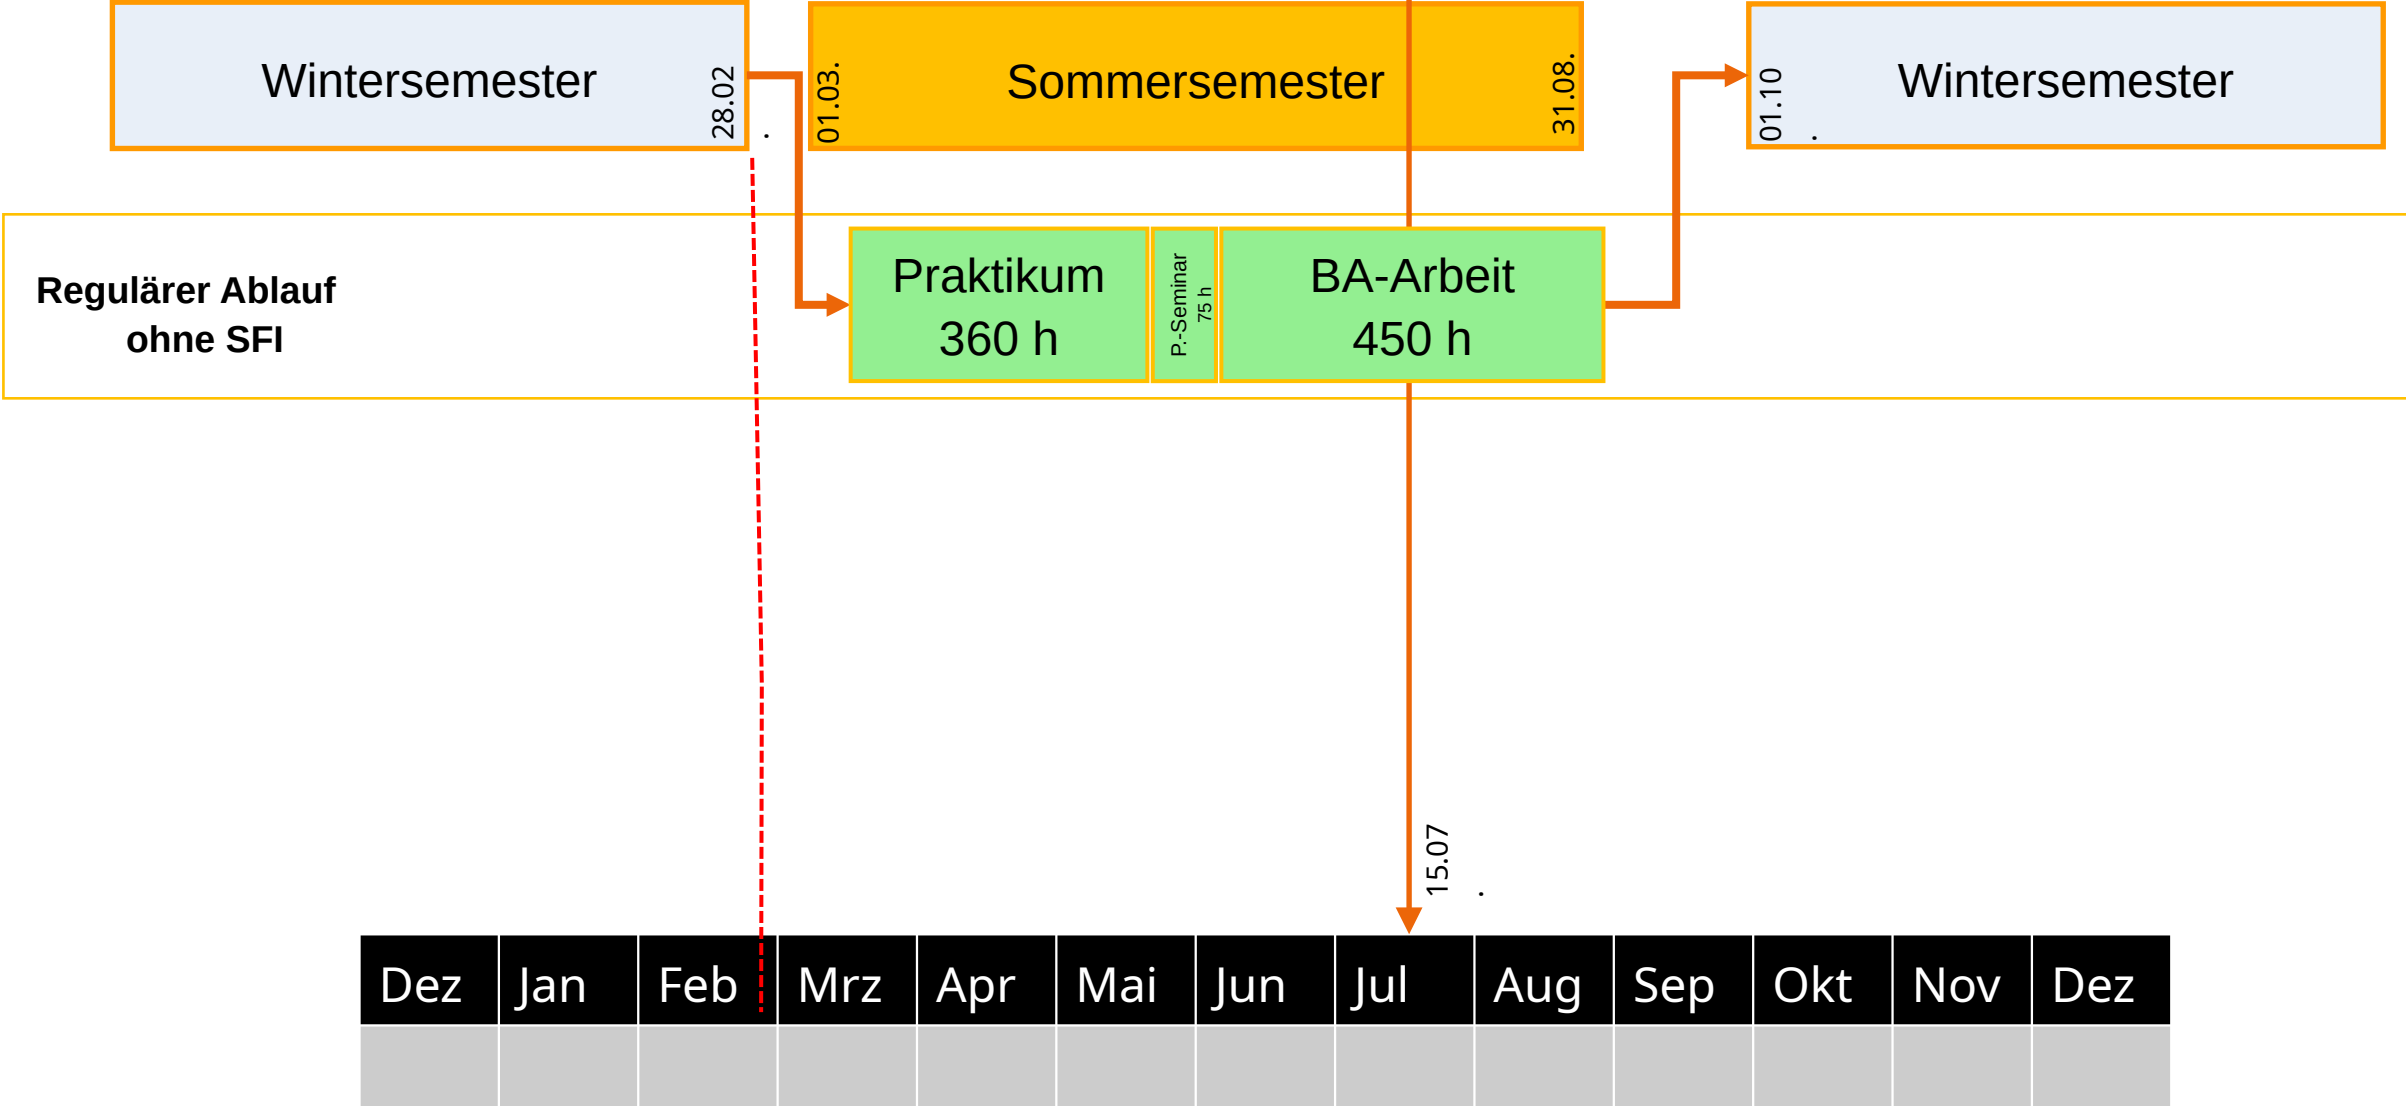 Wintersemester
28.02
.
01.03.
Sommersemester
31.08.
01.10
.
Wintersemester
Regulärer Ablauf
ohne SFI
Praktikum
360 h
P.-Seminar
75 h
BA-Arbeit
450 h
15.07
.
Dez Jan Feb Mrz Apr Mai Jun Jul Aug Sep Okt Nov Dez